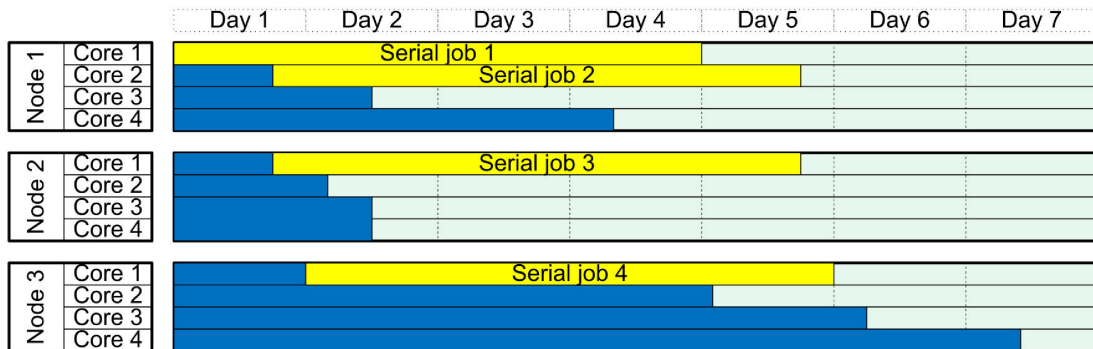 Day 1 Day 2 Day 3 Day 4 Day 5 Day 6 Day 7
Node 1
Core 1 Serial job 1
Core 2 Serial job 2
Core 3
Core 4
Node 2
Core 1 Serial job 3
Core 2
Core 3
Core 4
Node 3
Core 1 Serial job 4
Core 2
Core 3
Core 4